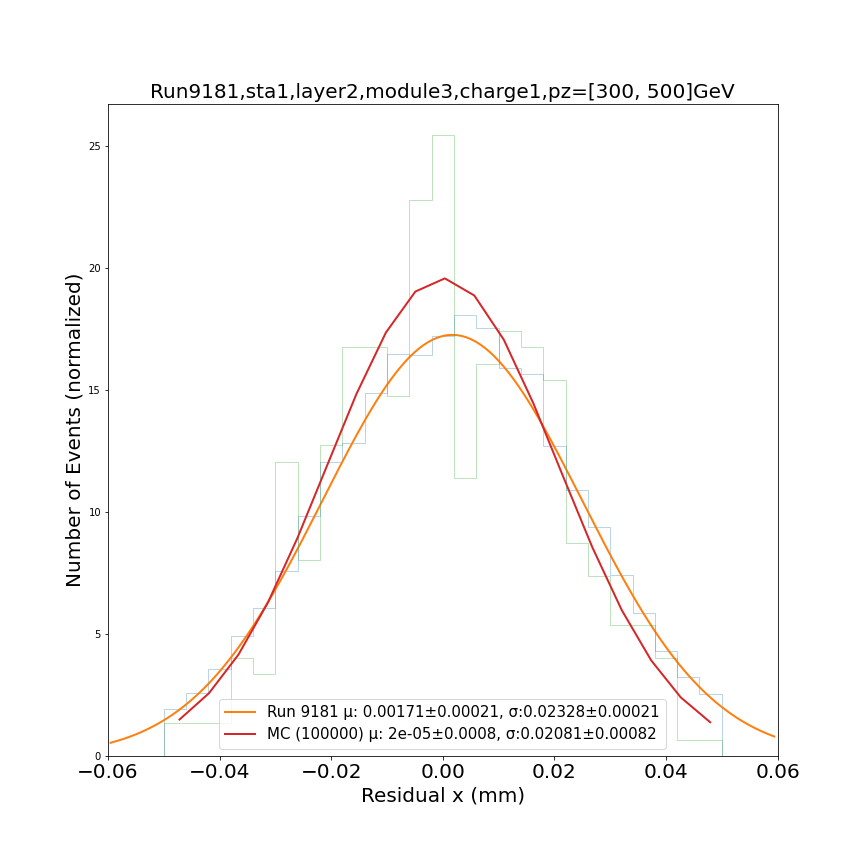 Run9181,sta1,layer2,module3,charge1,pz=[300, 500]GeV
Number of Events (normalized)
25
20
15
10
5
0
Run 9181 μ: 0.00171±0.00021, σ:0.02328±0.00021
MC (100000) μ: 2e-05±0.0008, σ:0.02081±0.00082
−0.06 −0.04 −0.02 0.00 0.02 0.04 0.06
Residual x (mm)